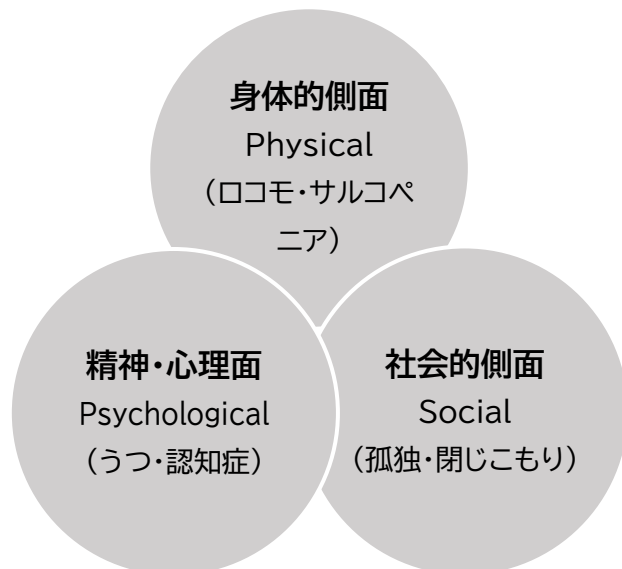 身体的側面
Physical
（ロコモ・サルコペ
ニア）
精神・心理面
Psychological
（うつ・認知症）
社会的側面
Social
（孤独・閉じこもり）